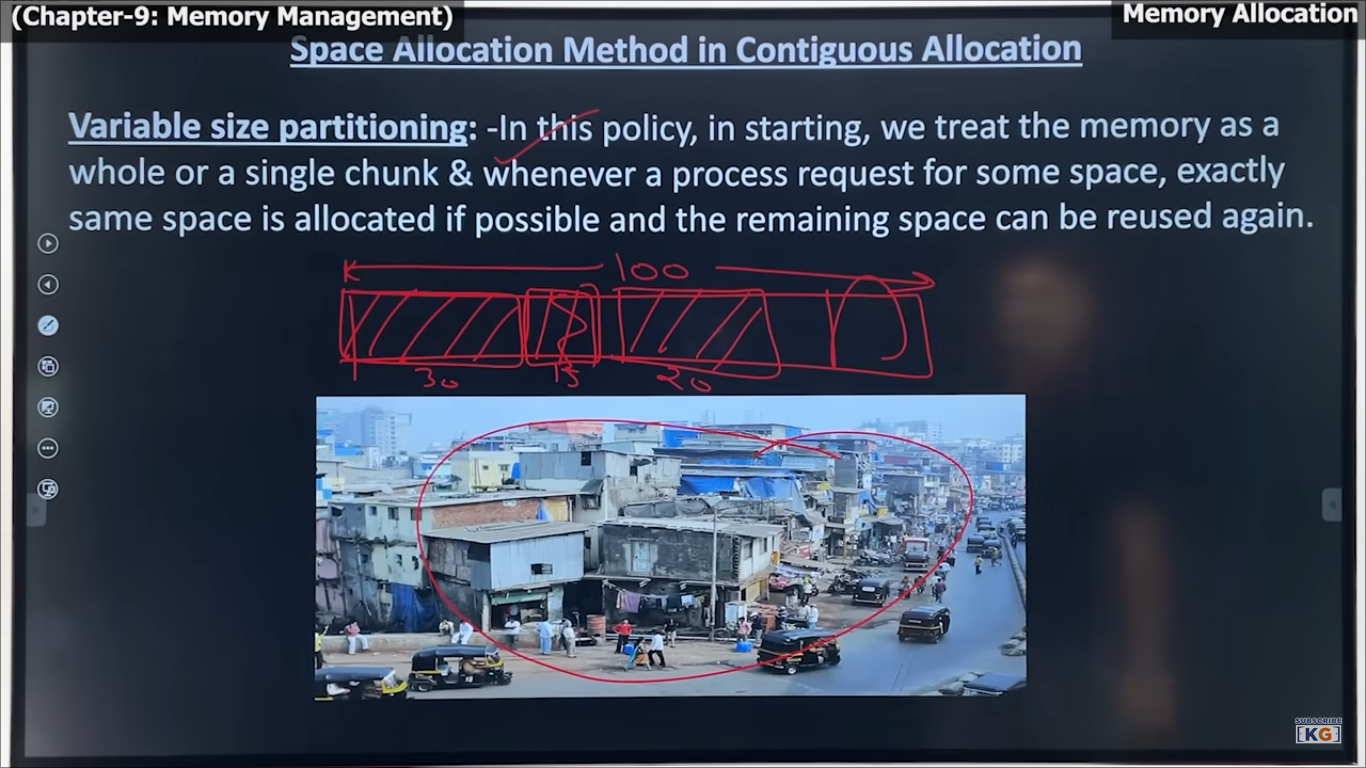 (Chapter-9: Memory Management)
Memory Allocation
Space Allocation Method in Contiguous Allocation
Variable size partitioning: -In this policy, in starting, we treat the memory as a
whole or a single chunk & whenever a process request for some space, exactly
same space is allocated if possible and the remaining space can be reused again.
100
30 15 20
SUBSCRIBE
[KG]